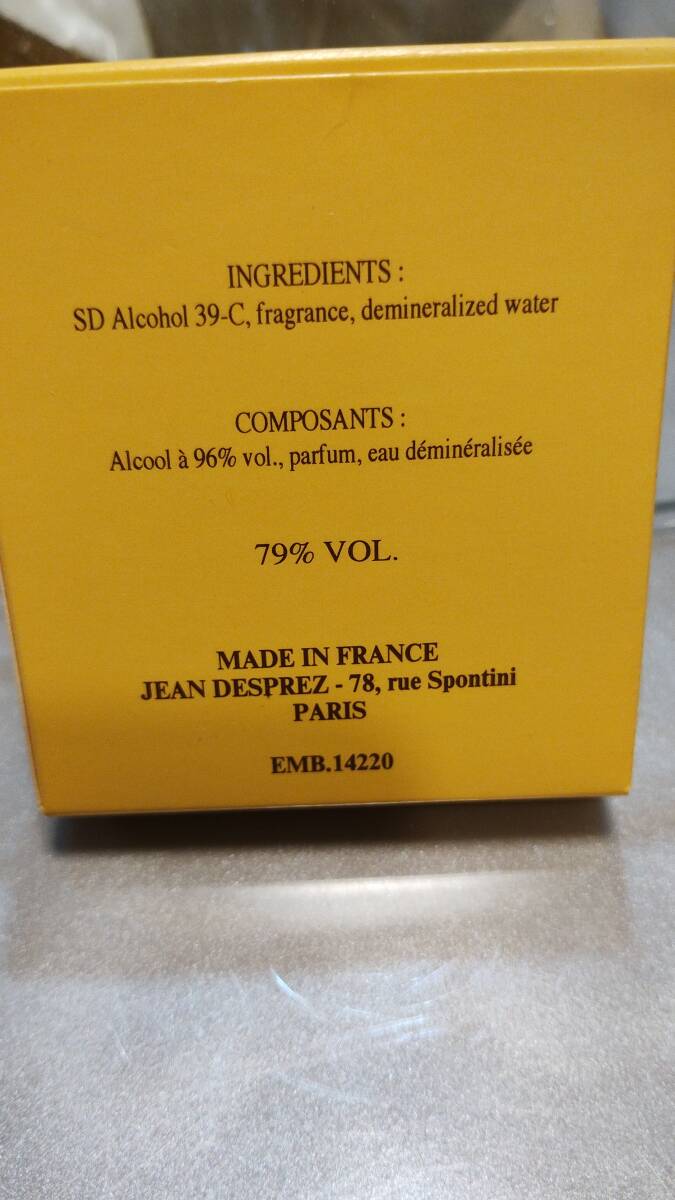 INGREDIENTS :
SD Alcohol 39-C, fragrance, demineralized water
COMPOSANTS :
Alcool à 96% vol., parfum, eau déminéralisée
79% VOL.
MADE IN FRANCE
JEAN DESPREZ - 78, rue Spontini
PARIS
EMB.14220